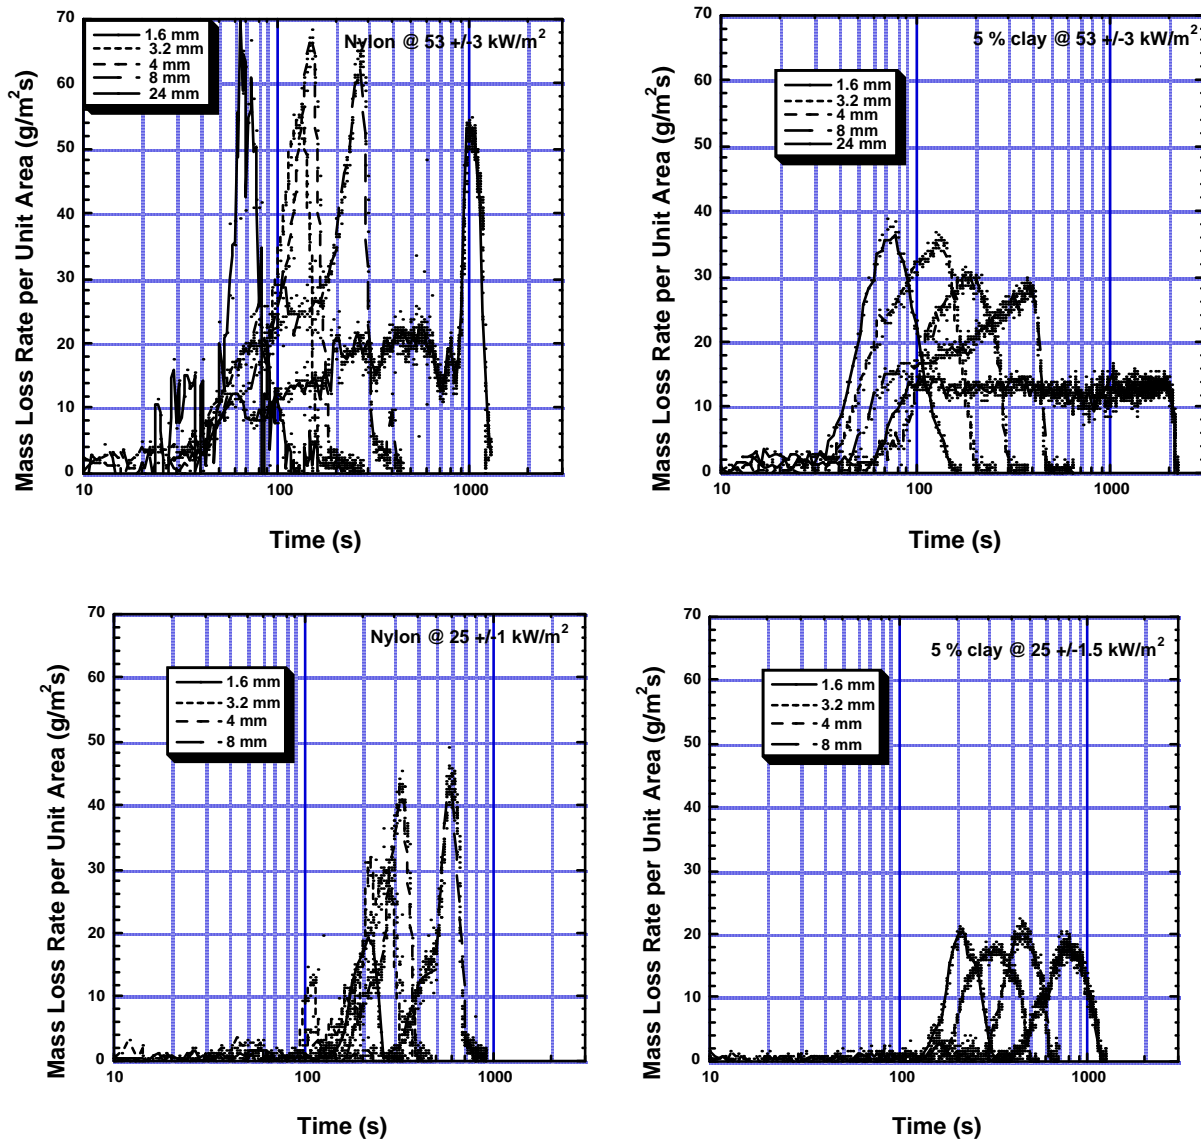 Nylon @ 53 +/-3 kW/m²
1.6 mm
3.2 mm
4 mm
8 mm
24 mm
Mass Loss Rate per Unit Area (g/m²s)
70
60
50
40
30
20
10
0
10 100 1000
Time (s)
5 % clay @ 53 +/-3 kW/m²
1.6 mm
3.2 mm
4 mm
8 mm
24 mm
Mass Loss Rate per Unit Area (g/m²s)
70
60
50
40
30
20
10
0
10 100 1000
Time (s)
Nylon @ 25 +/-1 kW/m²
1.6 mm
3.2 mm
4 mm
8 mm
Mass Loss Rate per Unit Area (g/m²s)
70
60
50
40
30
20
10
0
10 100 1000
Time (s)
5 % clay @ 25 +/-1.5 kW/m²
1.6 mm
3.2 mm
4 mm
8 mm
Mass Loss Rate per Unit Area (g/m²s)
70
60
50
40
30
20
10
0
10 100 1000
Time (s)